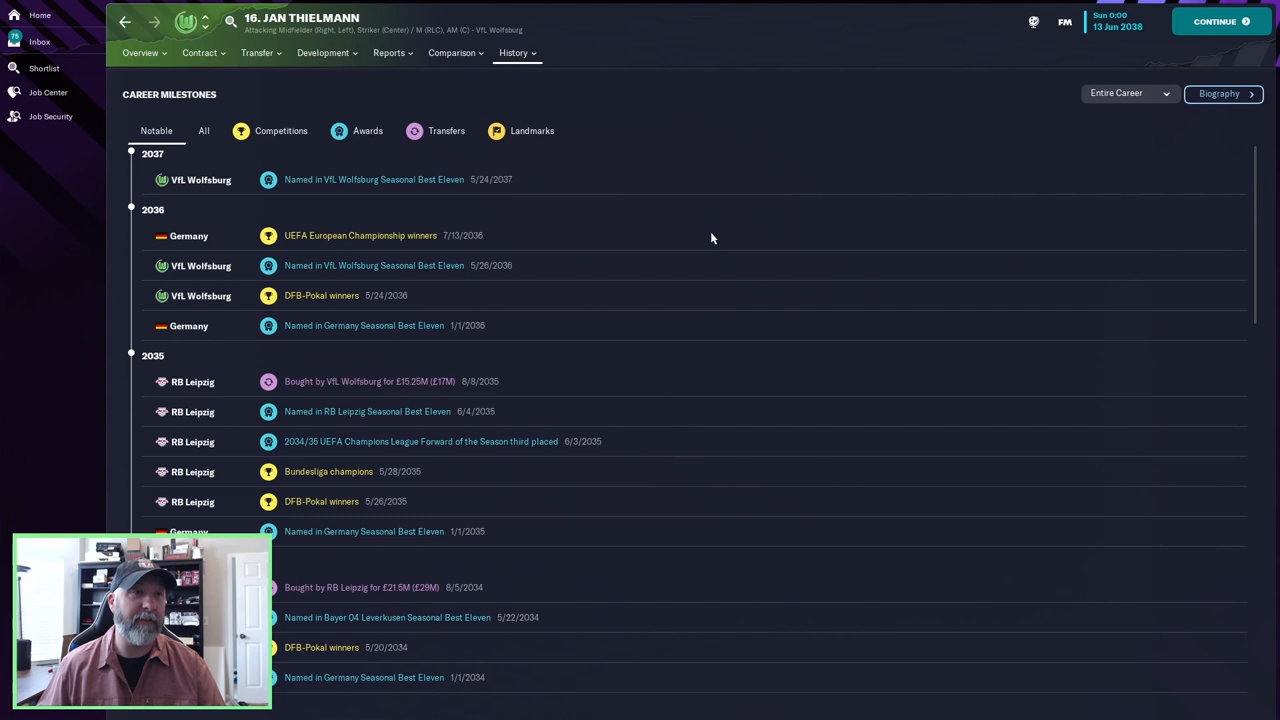 Home
75
Inbox
Shortlist
Job Center
Job Security
16. JAN THIELMANN
Attacking Midfielder (Right, Left), Striker (Center) / M (RLC), AM (C) - VfL Wolfsburg
FM
Sun 0:00
13 Jun 2038
CONTINUE
Overview
Contract
Transfer
Development
Reports
Comparison
History
CAREER MILESTONES
Entire Career
Biography
Notable
All
Competitions
Awards
Transfers
Landmarks
2037
VfL Wolfsburg Named in VfL Wolfsburg Seasonal Best Eleven 5/24/2037
2036
Germany UEFA European Championship winners 7/13/2036
VfL Wolfsburg Named in VfL Wolfsburg Seasonal Best Eleven 5/26/2036
VfL Wolfsburg DFB-Pokal winners 5/24/2036
Germany Named in Germany Seasonal Best Eleven 1/1/2036
2035
RB Leipzig Bought by VfL Wolfsburg for £15.25M (£17M) 8/8/2035
RB Leipzig Named in RB Leipzig Seasonal Best Eleven 6/4/2035
RB Leipzig 2034/35 UEFA Champions League Forward of the Season third placed 6/3/2035
RB Leipzig Bundesliga champions 5/28/2035
RB Leipzig DFB-Pokal winners 5/26/2035
Germany Named in Germany Seasonal Best Eleven 1/1/2035
Bought by RB Leipzig for £21.5M (£29M) 8/5/2034
Named in Bayer 04 Leverkusen Seasonal Best Eleven 5/22/2034
DFB-Pokal winners 5/20/2034
Named in Germany Seasonal Best Eleven 1/1/2034